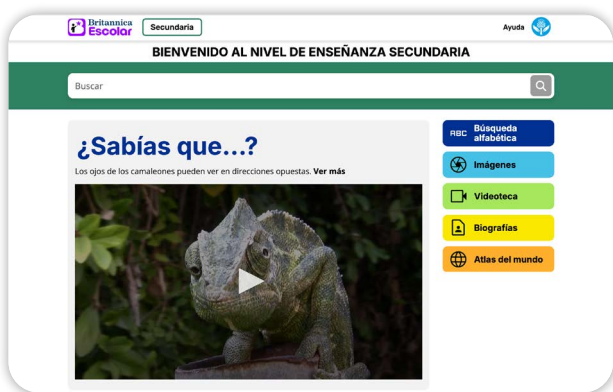 Britannica
Escolar
Secundaria
Ayuda
BIENVENIDO AL NIVEL DE ENSEÑANZA SECUNDARIA
Buscar
¿Sabías que...?
Los ojos de los camaleones pueden ver en direcciones opuestas. Ver más
ABC Búsqueda
alfabética
Imágenes
Videoteca
Biografías
Atlas del mundo